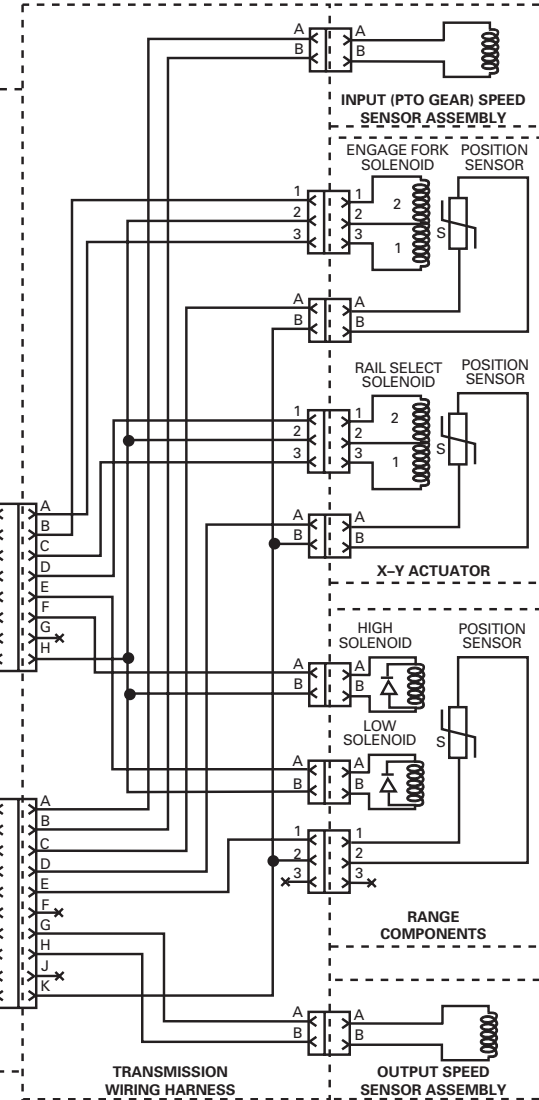 A A
B B
INPUT (PTO GEAR) SPEED
SENSOR ASSEMBLY
ENGAGE FORK
SOLENOID
POSITION
SENSOR
1 1
2 2
3 3
2
1
S
A A
B B
RAIL SELECT
SOLENOID
POSITION
SENSOR
1 1
2 2
3 3
2
1
S
A A
B B
X–Y ACTUATOR
A
B
C
D
E
F
G
H
HIGH
SOLENOID
POSITION
SENSOR
A A
B B
S
LOW
SOLENOID
A A
B B
1 1
2 2
3 3
RANGE
COMPONENTS
A
B
C
D
E
F
G
H
J
K
A A
B B
TRANSMISSION
WIRING HARNESS
OUTPUT SPEED
SENSOR ASSEMBLY